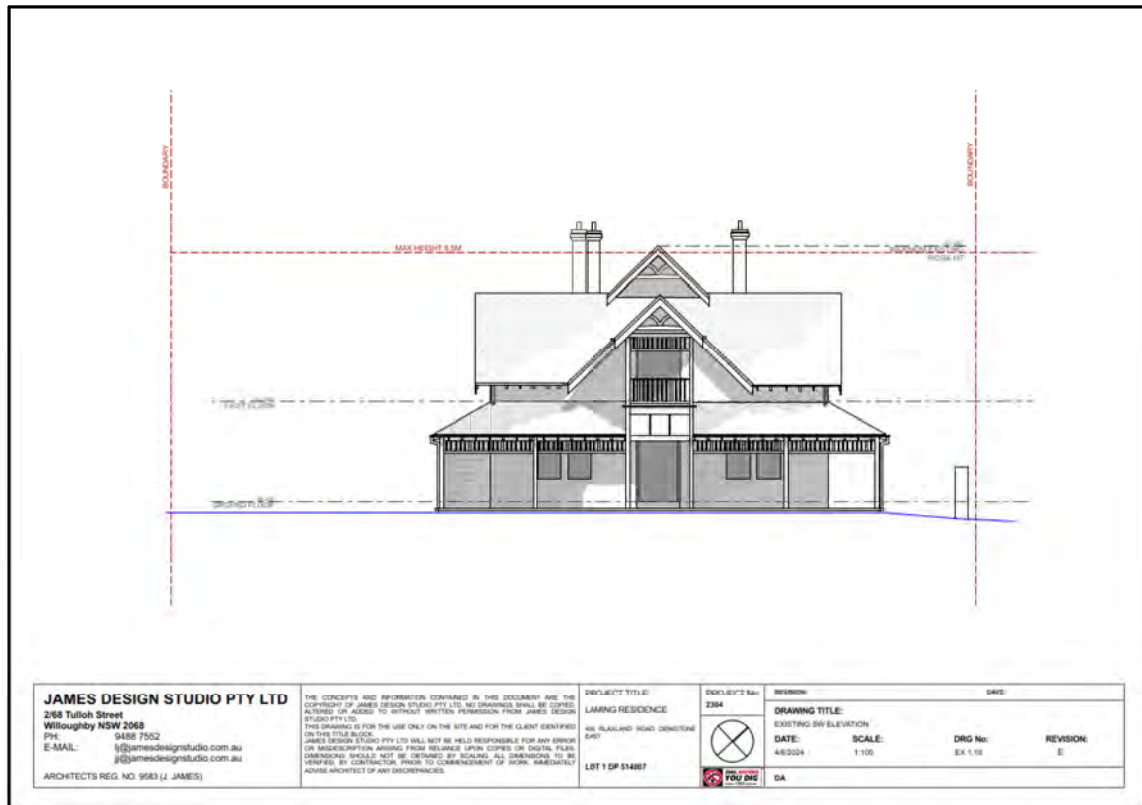 BOUNDARY
BOUNDARY
MAX HEIGHT 8.5M
RIDGE HT
FIRST FLOOR
GROUND FLOOR
JAMES DESIGN STUDIO PTY LTD
2/68 Tulloh Street
Willoughby NSW 2068
PH: 9488 7552
E-MAIL: lj@jamesdesignstudio.com.au
jj@jamesdesignstudio.com.au
ARCHITECTS REG. NO. 9583 (J. JAMES)
THE CONCEPTS AND INFORMATION CONTAINED IN THIS DOCUMENT ARE THE
COPYRIGHT OF JAMES DESIGN STUDIO PTY LTD. NO DRAWINGS SHALL BE COPIED,
ALTERED OR ADDED TO WITHOUT WRITTEN PERMISSION FROM JAMES DESIGN
STUDIO PTY LTD.
THIS DRAWING IS FOR THE USE ONLY ON THE SITE AND FOR THE CLIENT IDENTIFIED
ON THIS TITLE BLOCK.
JAMES DESIGN STUDIO PTY LTD WILL NOT BE HELD RESPONSIBLE FOR ANY ERROR
OR MISDESCRIPTION ARISING FROM RELIANCE UPON COPIES OR DIGITAL FILES.
DIMENSIONS SHOULD NOT BE OBTAINED BY SCALING. ALL DIMENSIONS TO BE
VERIFIED BY CONTRACTOR, PRIOR TO COMMENCEMENT OF WORK. IMMEDIATELY
ADVISE ARCHITECT OF ANY DISCREPANCIES.
PROJECT TITLE:
LAMING RESIDENCE
BLAXLAND ROAD DENISTONE
EAST
LOT 1 DP 514867
PROJECT No:
2304
YOU DIG
REVISION: DATE:
DRAWING TITLE:
EXISTING SW ELEVATION
DATE: SCALE: DRG No: REVISION:
4/6/2024 1:100 EX 1.10 E
DA